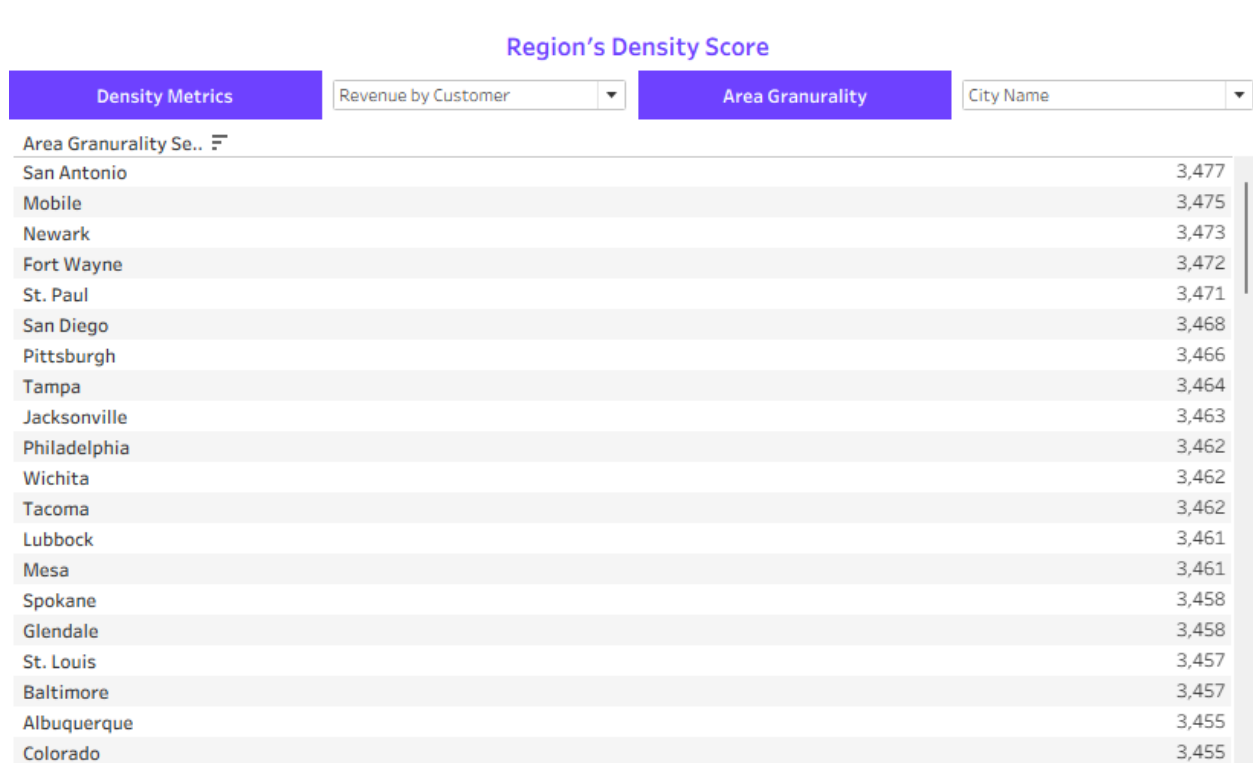 Region's Density Score
Density Metrics Revenue by Customer Area Granurality City Name
Area Granurality Se..
San Antonio 3,477
Mobile 3,475
Newark 3,473
Fort Wayne 3,472
St. Paul 3,471
San Diego 3,468
Pittsburgh 3,466
Tampa 3,464
Jacksonville 3,463
Philadelphia 3,462
Wichita 3,462
Tacoma 3,462
Lubbock 3,461
Mesa 3,461
Spokane 3,458
Glendale 3,458
St. Louis 3,457
Baltimore 3,457
Albuquerque 3,455
Colorado 3,455